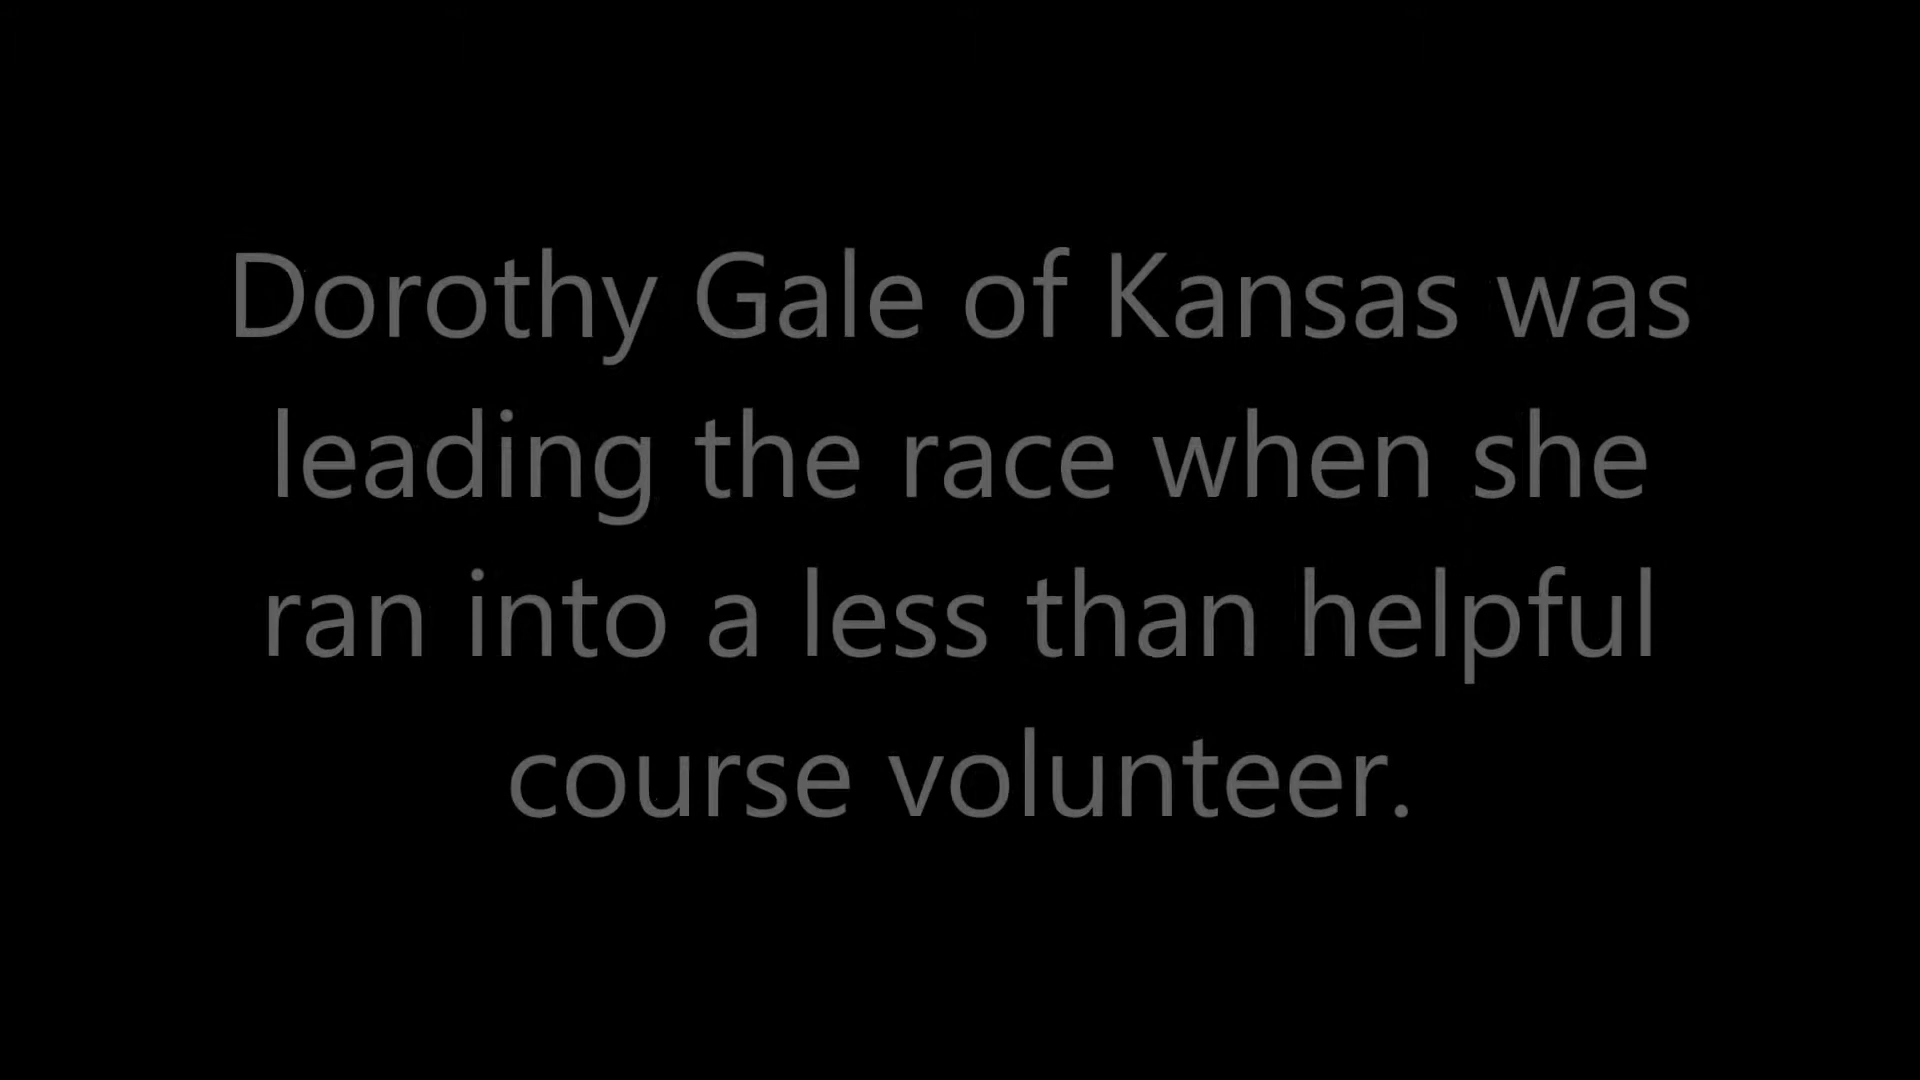 Dorothy Gale of Kansas was
leading the race when she
ran into a less than helpful
course volunteer.